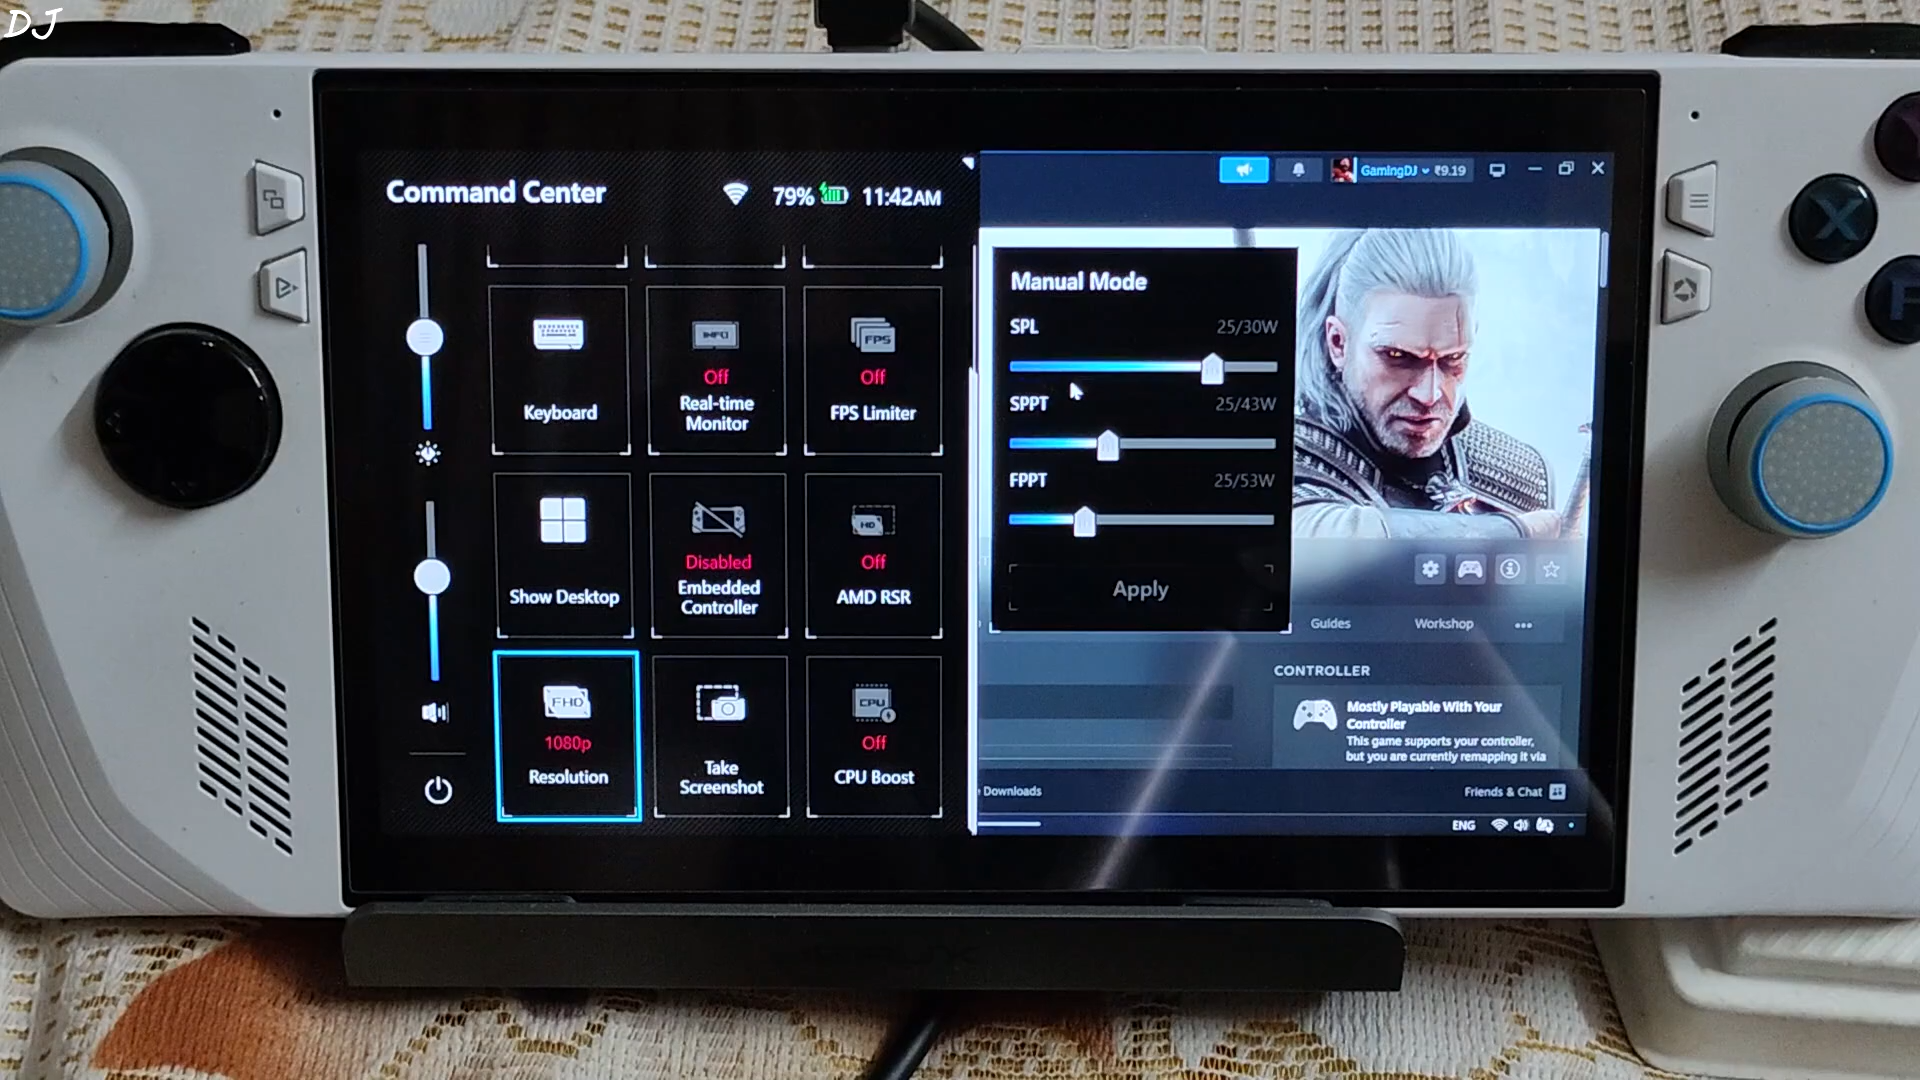 DJ
Command Center
79%
11:42AM
GamingDJ
₹9.19
Manual Mode
SPL 25/30W
SPPT 25/43W
FPPT 25/53W
Apply
Keyboard
INFO
Off
Real-time
Monitor
FPS
Off
FPS Limiter
Show Desktop
Disabled
Embedded
Controller
HD
Off
AMD RSR
FHD
1080p
Resolution
Take
Screenshot
CPU
Off
CPU Boost
Guides
Workshop
CONTROLLER
Mostly Playable With Your
Controller
This game supports your controller,
but you are currently remapping it via
Downloads
Friends & Chat
ENG
X